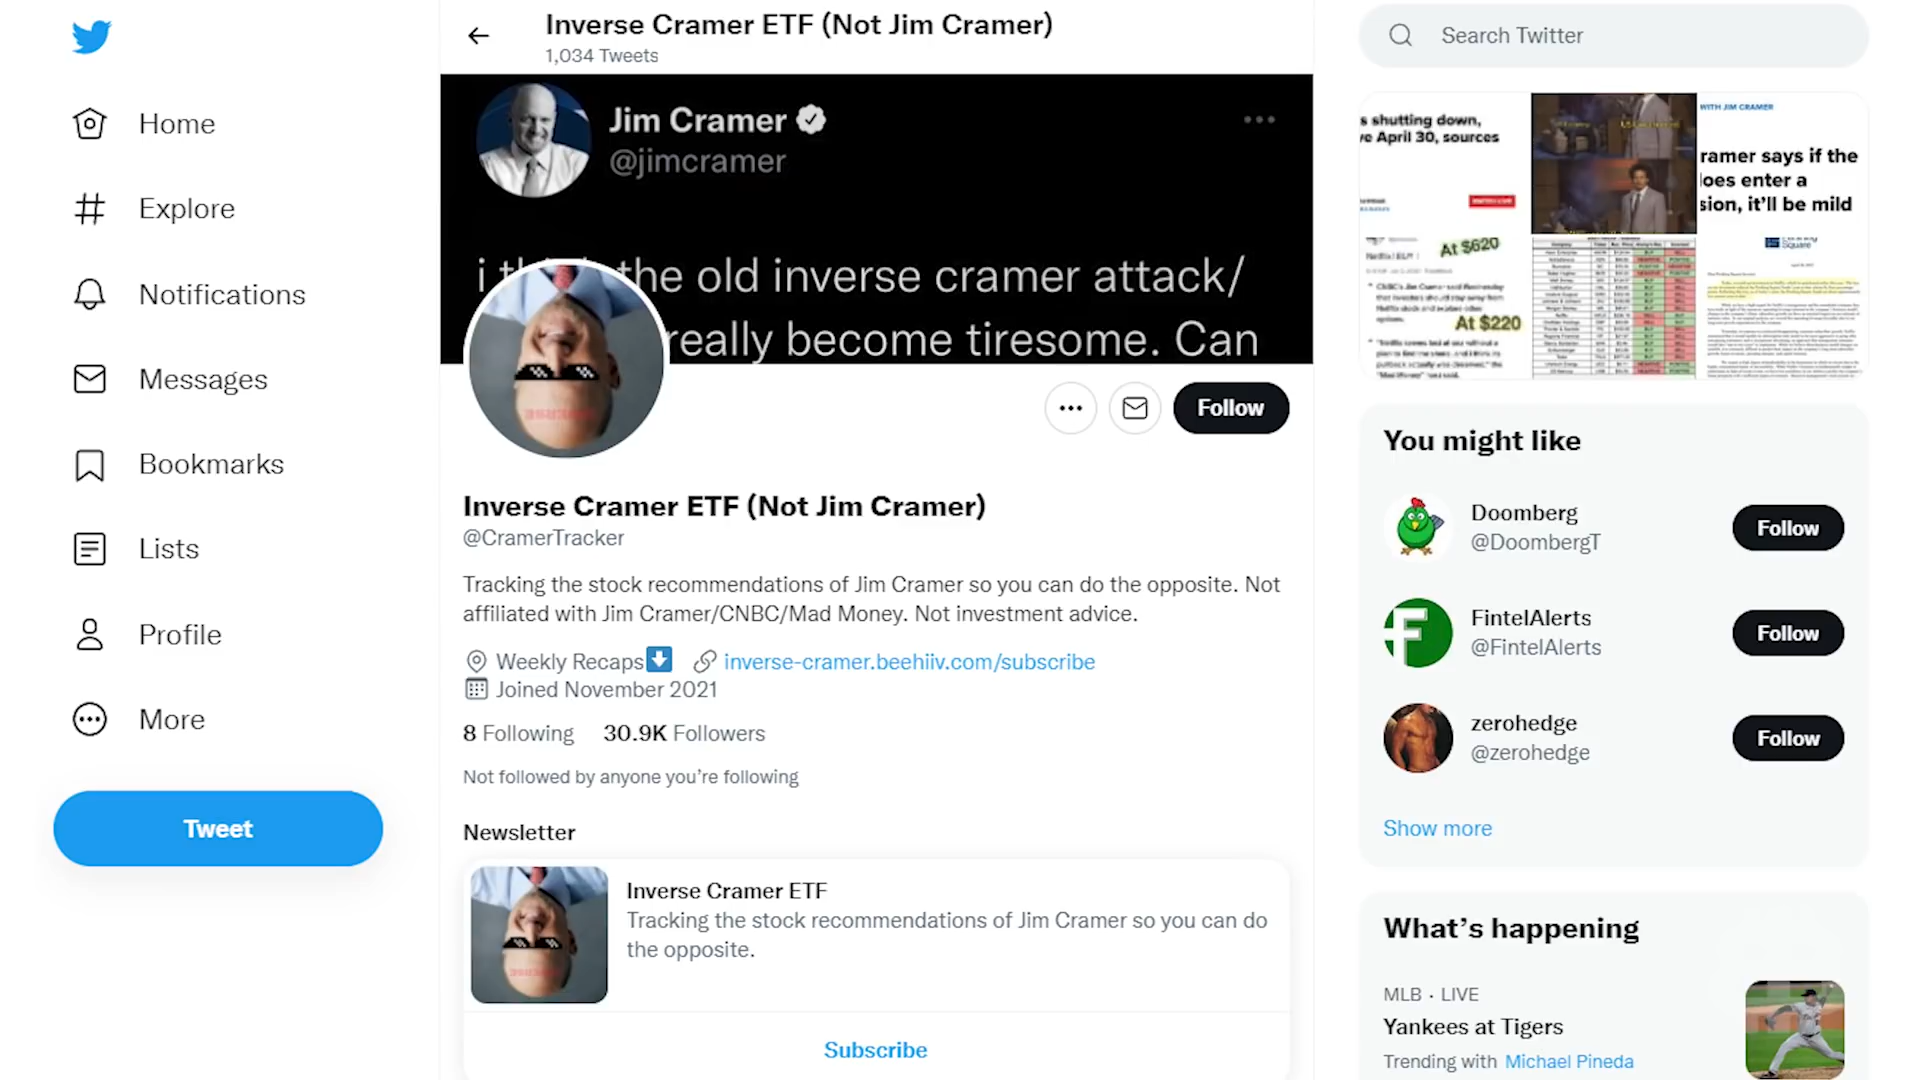 Home
Explore
Notifications
Messages
Bookmarks
Lists
Profile
More
Tweet
Inverse Cramer ETF (Not Jim Cramer)
1,034 Tweets
Jim Cramer
@jimcramer
i the old inverse cramer attack/
really become tiresome. Can
Follow
Inverse Cramer ETF (Not Jim Cramer)
@CramerTracker
Tracking the stock recommendations of Jim Cramer so you can do the opposite. Not
affiliated with Jim Cramer/CNBC/Mad Money. Not investment advice.
Weekly Recaps inverse-cramer.beehiiv.com/subscribe
Joined November 2021
8 Following 30.9K Followers
Not followed by anyone you're following
Newsletter
Inverse Cramer ETF
Tracking the stock recommendations of Jim Cramer so you can do
the opposite.
Subscribe
Search Twitter
s shutting down,
e April 30, sources
WITH JIM CRAMER
ramer says if the
oes enter a
sion, it'll be mild
At $620
At $220
Square
You might like
Doomberg
@DoombergT
Follow
FintelAlerts
@FintelAlerts
Follow
zerohedge
@zerohedge
Follow
Show more
What's happening
MLB · LIVE
Yankees at Tigers
Trending with Michael Pineda